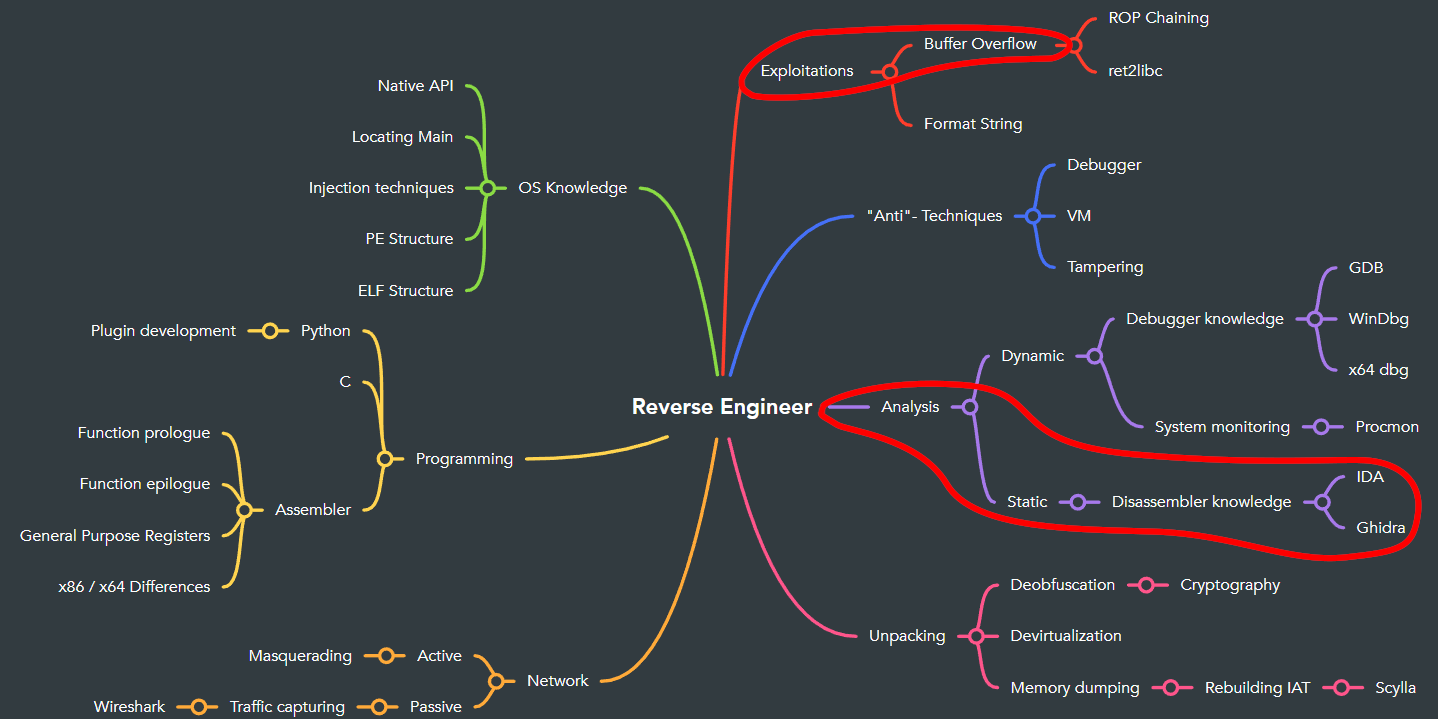 ROP Chaining
Buffer Overflow
Exploitations
ret2libc
Format String
Native API
Locating Main
Injection techniques
OS Knowledge
PE Structure
ELF Structure
Debugger
"Anti"- Techniques
VM
Tampering
GDB
Debugger knowledge
WinDbg
Dynamic
x64 dbg
Reverse Engineer
Analysis
System monitoring
Procmon
IDA
Static
Disassembler knowledge
Ghidra
Plugin development
Python
C
Function prologue
Programming
Function epilogue
Assembler
General Purpose Registers
x86 / x64 Differences
Deobfuscation
Cryptography
Unpacking
Devirtualization
Memory dumping
Rebuilding IAT
Scylla
Masquerading
Active
Network
Wireshark
Traffic capturing
Passive